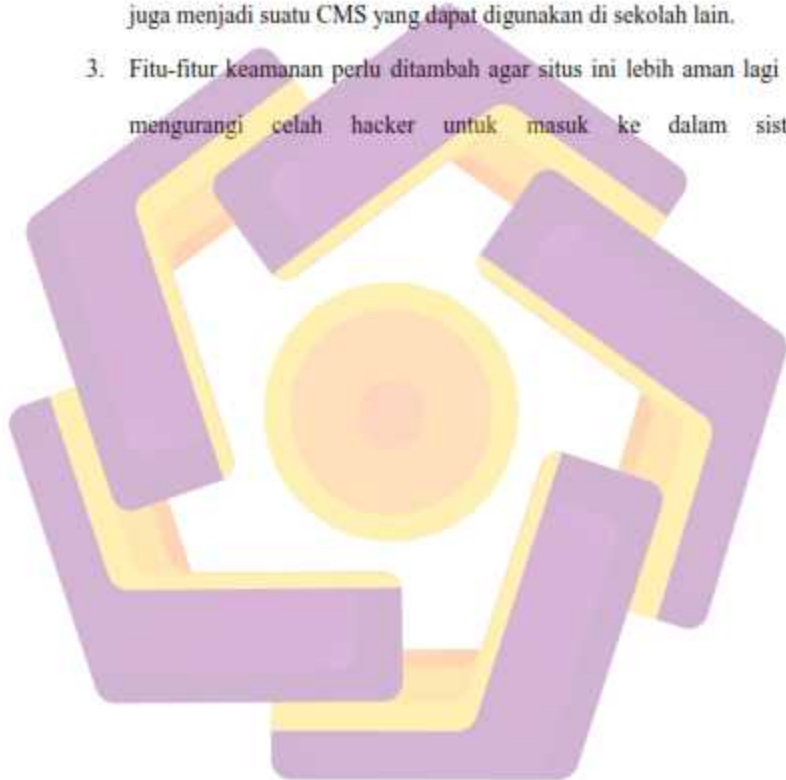 juga menjadi suatu CMS yang dapat digunakan di sekolah lain.
3. Fitu-fitur keamanan perlu ditambah agar situs ini lebih aman lagi
mengurangi celah hacker untuk masuk ke dalam